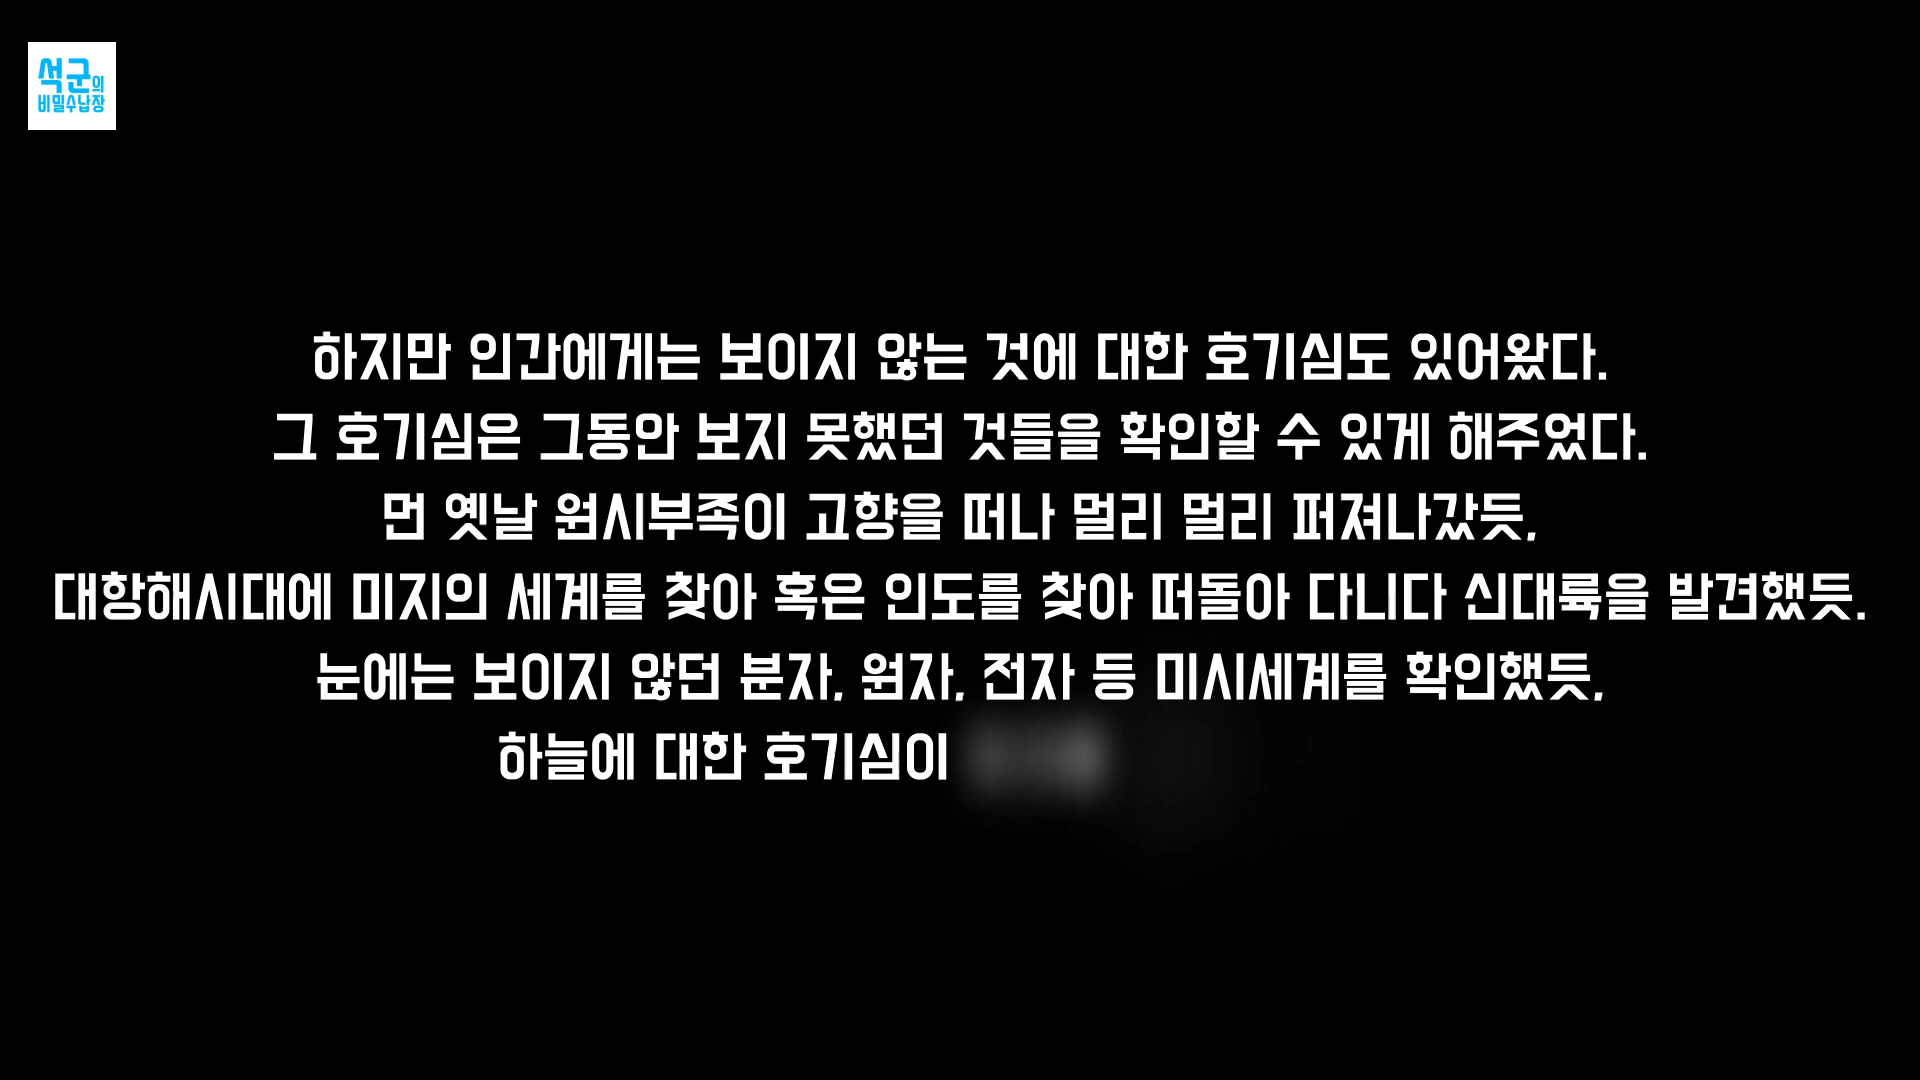 석군의
비밀수납장
하지만 인간에게는 보이지 않는 것에 대한 호기심도 있어왔다.
그 호기심은 그동안 보지 못했던 것들을 확인할 수 있게 해주었다.
먼 옛날 원시부족이 고향을 떠나 멀리 멀리 퍼져나갔듯,
대항해시대에 미지의 세계를 찾아 혹은 인도를 찾아 떠돌아 다니다 신대륙을 발견했듯.
눈에는 보이지 않던 분자, 원자, 전자 등 미시세계를 확인했듯,
하늘에 대한 호기심이